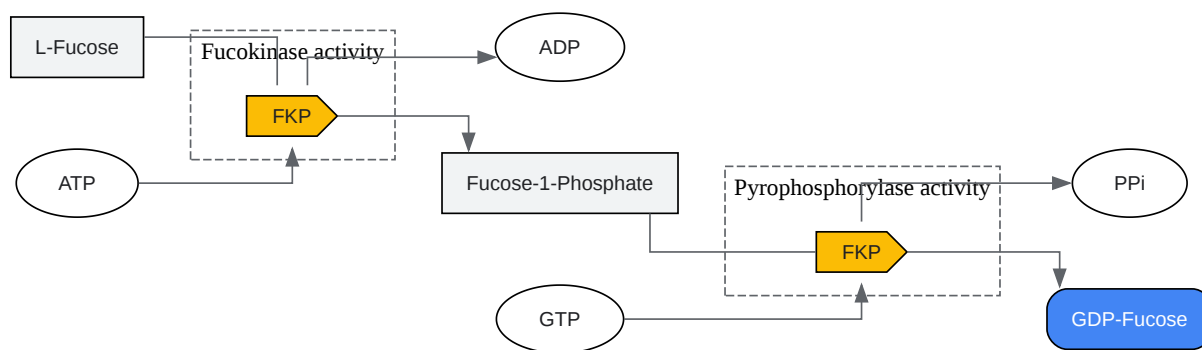 L-Fucose
Fucokinase activity
ADP
FKP
ATP
Fucose-1-Phosphate
Pyrophosphorylase activity
PPi
FKP
GTP
GDP-Fucose